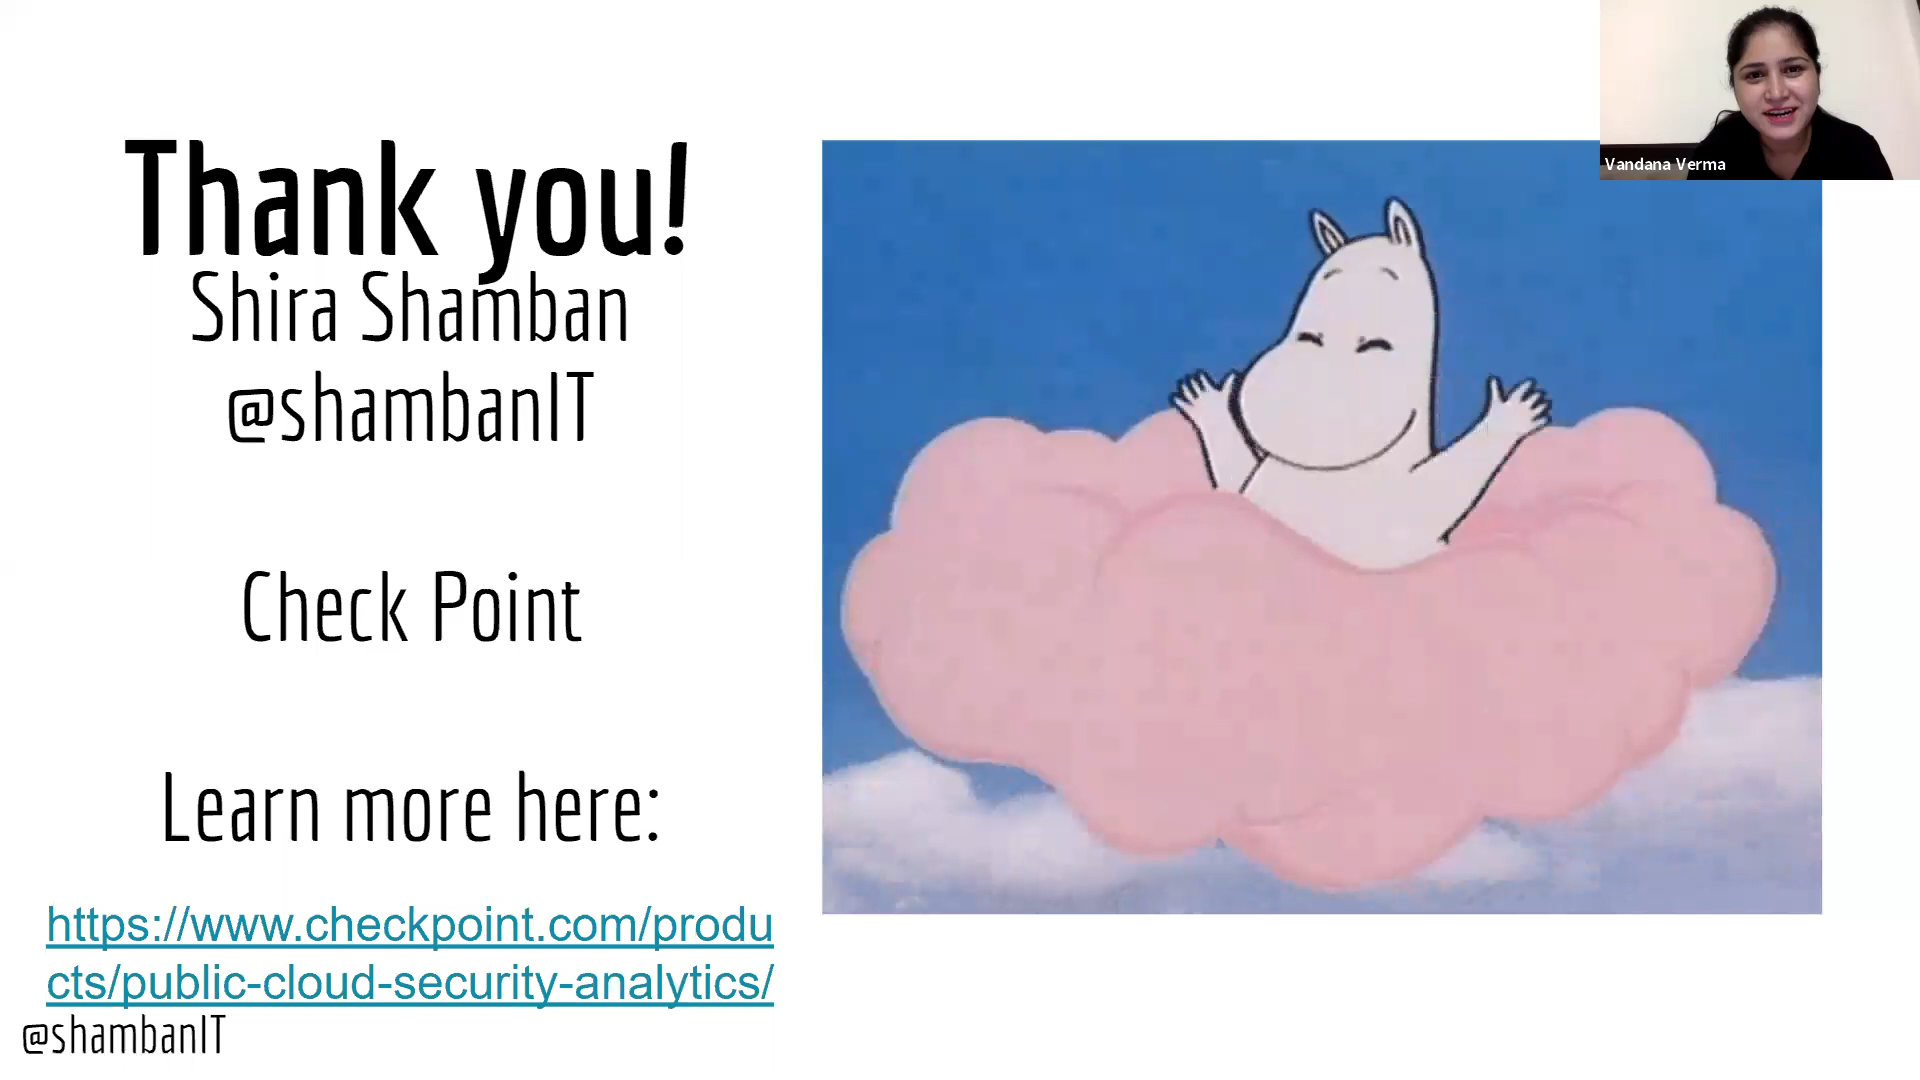 Thank you!
Shira Shamban
@shambanIT
Check Point
Learn more here:
https://www.checkpoint.com/produ
cts/public-cloud-security-analytics/
@shambanIT
Vandana Verma